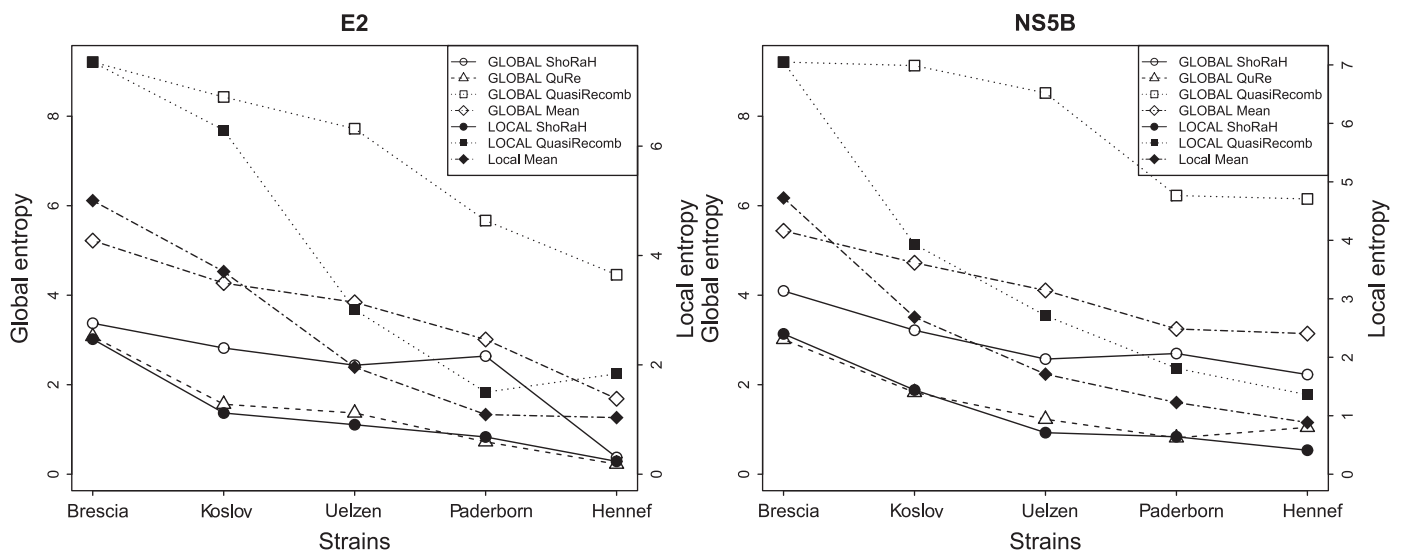 E2
GLOBAL ShoRaH
GLOBAL QuRe
GLOBAL QuasiRecomb
GLOBAL Mean
LOCAL ShoRaH
LOCAL QuasiRecomb
Local Mean
Global entropy
8
6
4
2
0
6
4
2
0
Local entropy
Brescia Koslov Uelzen Paderborn Hennef
Strains
NS5B
GLOBAL ShoRaH
GLOBAL QuRe
GLOBAL QuasiRecomb
GLOBAL Mean
LOCAL ShoRaH
LOCAL QuasiRecomb
Local Mean
Global entropy
8
6
4
2
0
7
6
5
4
3
2
1
0
Local entropy
Brescia Koslov Uelzen Paderborn Hennef
Strains